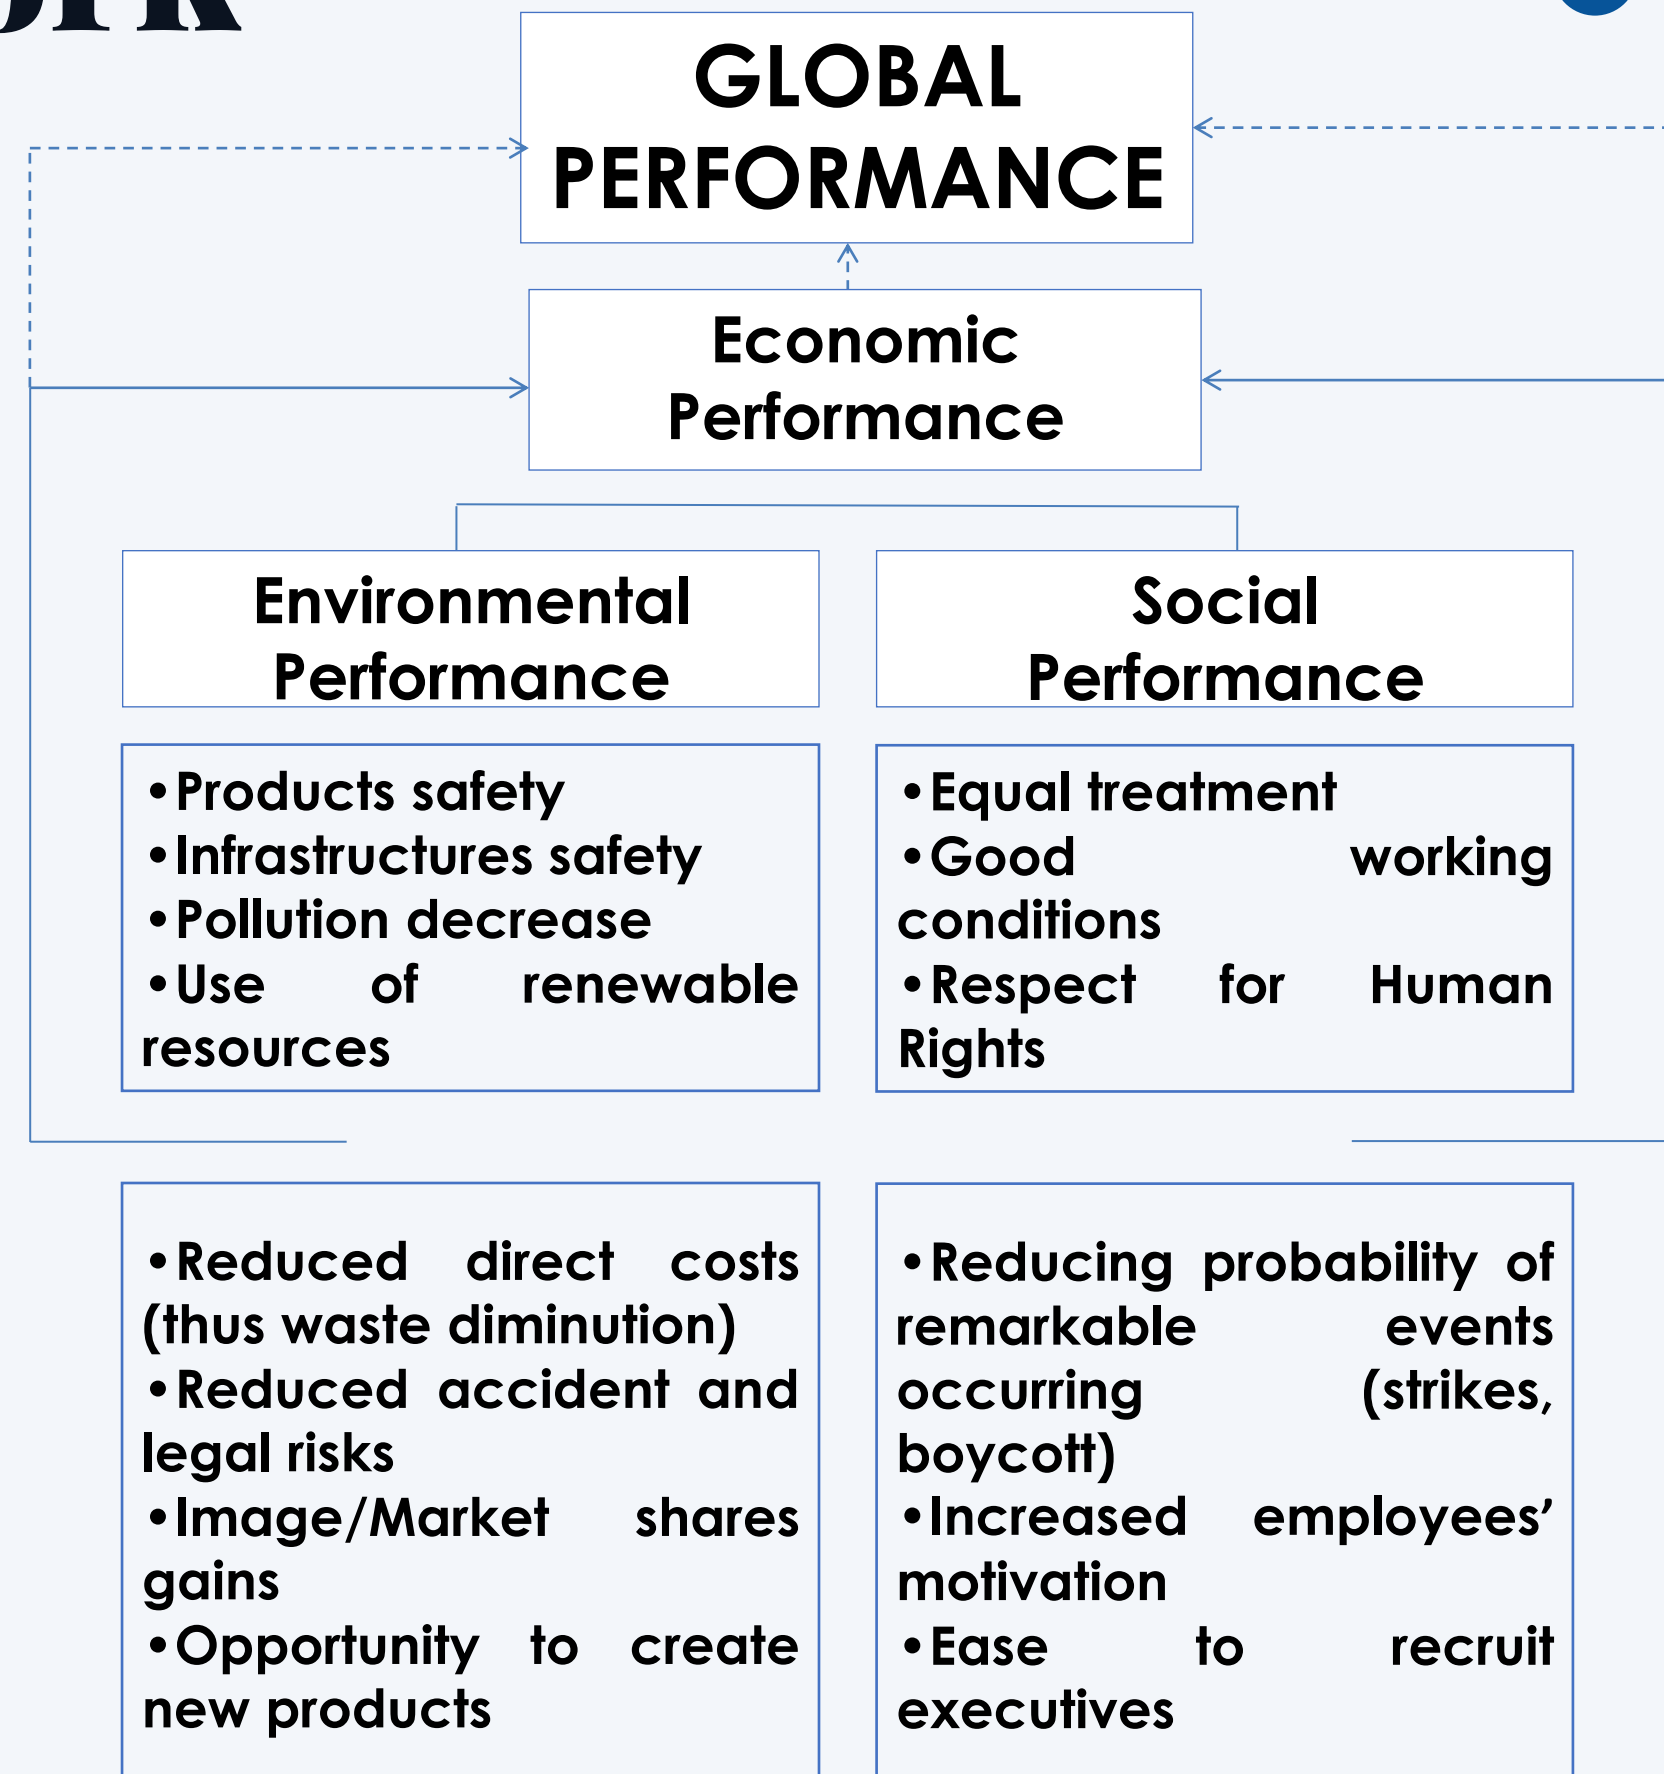 GLOBAL
PERFORMANCE
Economic
Performance
Environmental
Performance
Social
Performance
•Products safety
•Infrastructures safety
•Pollution decrease
•Use of renewable
resources
•Equal treatment
•Good working
conditions
•Respect for Human
Rights
•Reduced direct costs
(thus waste diminution)
•Reduced accident and
legal risks
•Image/Market shares
gains
•Opportunity to create
new products
•Reducing probability of
remarkable events
occurring (strikes,
boycott)
•Increased employees’
motivation
•Ease to recruit
executives